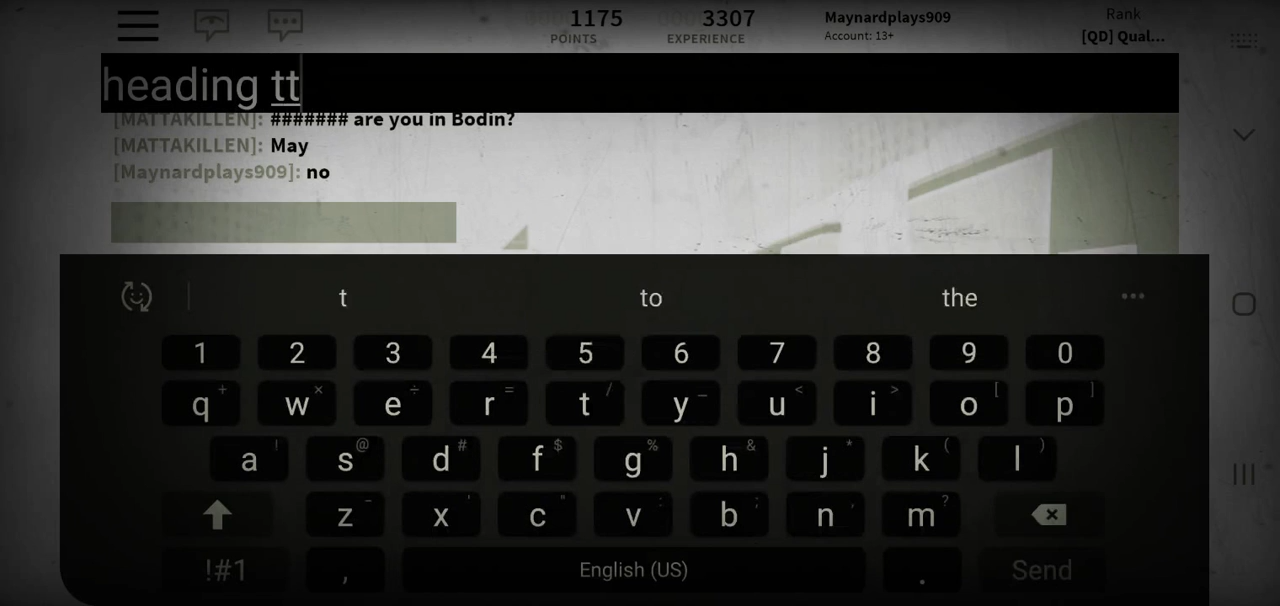 1175
POINTS
3307
EXPERIENCE
Maynardplays909
Account: 13+
Rank
[QD] Qual...
heading tt
[MATTAKILLEN]: ####### are you in Bodin?
[MATTAKILLEN]: May
[Maynardplays909]: no
t to the
1 2 3 4 5 6 7 8 9 0
q + w × e ÷ r = t / y _ u < i > o [ p ]
a ! s @ d # f $ g % h & j * k ( l )
z - x ' c " v : b ; n , m ?
!#1 , English (US) . Send